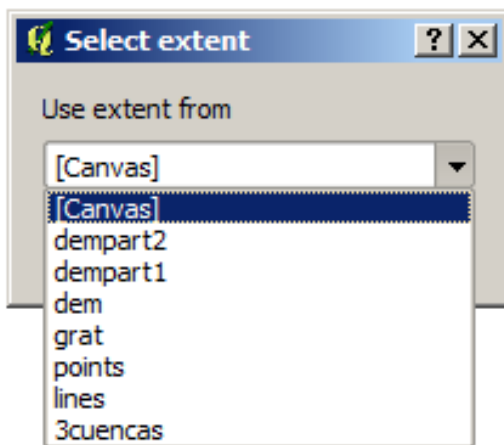 Select extent
Use extent from
[Canvas]
[Canvas]
dempart2
dempart1
dem
grat
points
lines
3cuencas